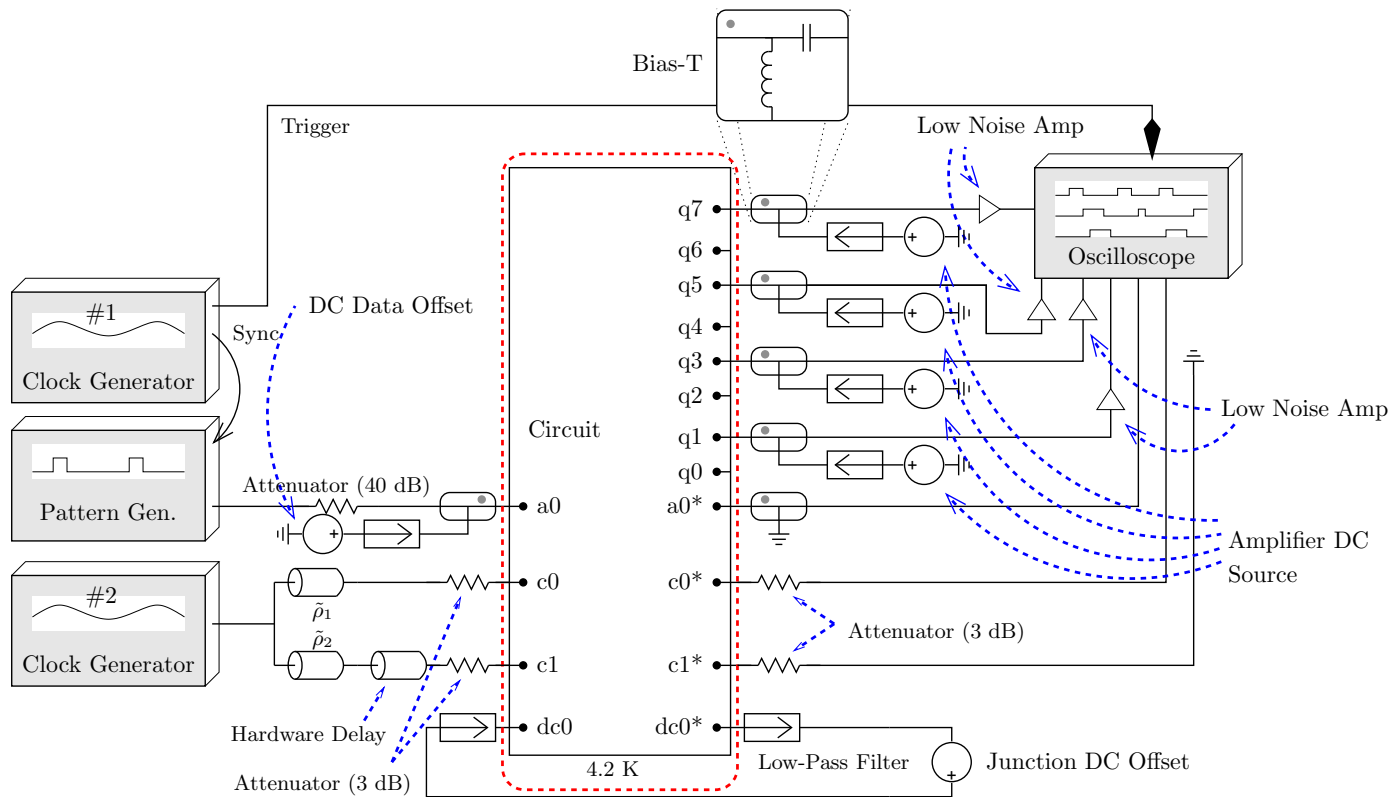 Bias-T
Trigger
Low Noise Amp
q7
q6
Oscilloscope
q5
q4
q3
q2
q1
q0
#1
Clock Generator
Sync
DC Data Offset
Low Noise Amp
Circuit
Pattern Gen.
Attenuator (40 dB)
a0
a0*
Amplifier DC
Source
#2
Clock Generator
ρ̃₁
ρ̃₂
c0
c0*
Attenuator (3 dB)
c1
c1*
Hardware Delay
Attenuator (3 dB)
dc0
dc0*
4.2 K
Low-Pass Filter
Junction DC Offset